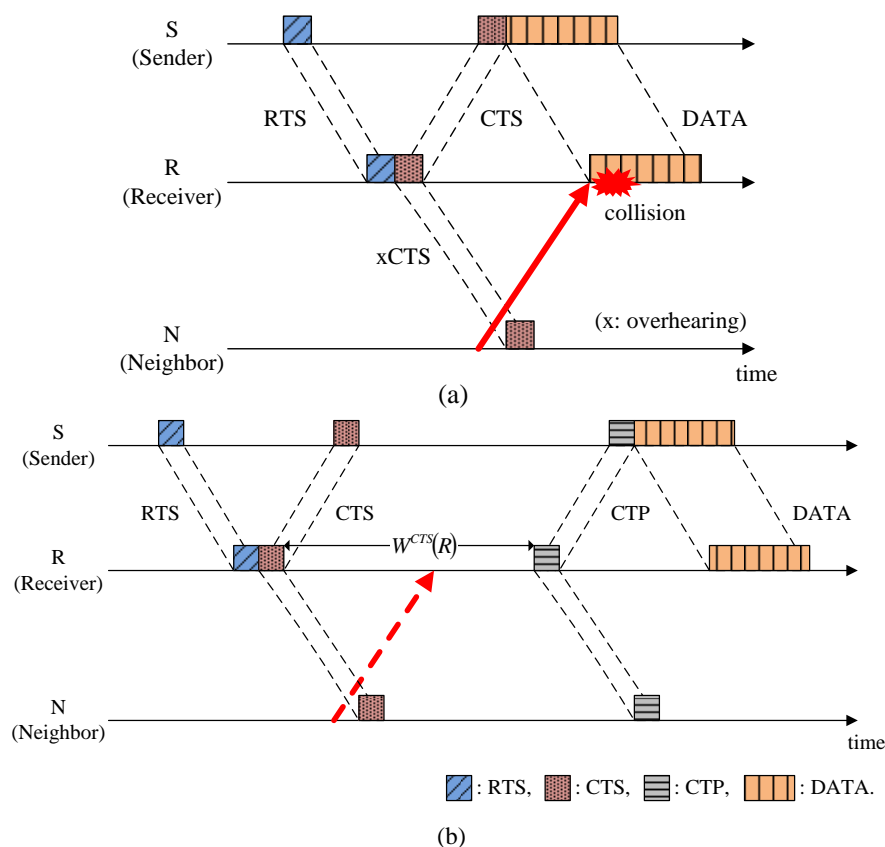 S
(Sender)
RTS
CTS
DATA
R
(Receiver)
collision
xCTS
N
(Neighbor)
(x: overhearing)
time
(a)
S
(Sender)
RTS
CTS
CTP
DATA
W^{CTS}(R)
R
(Receiver)
N
(Neighbor)
time
: RTS, : CTS, : CTP, : DATA.
(b)